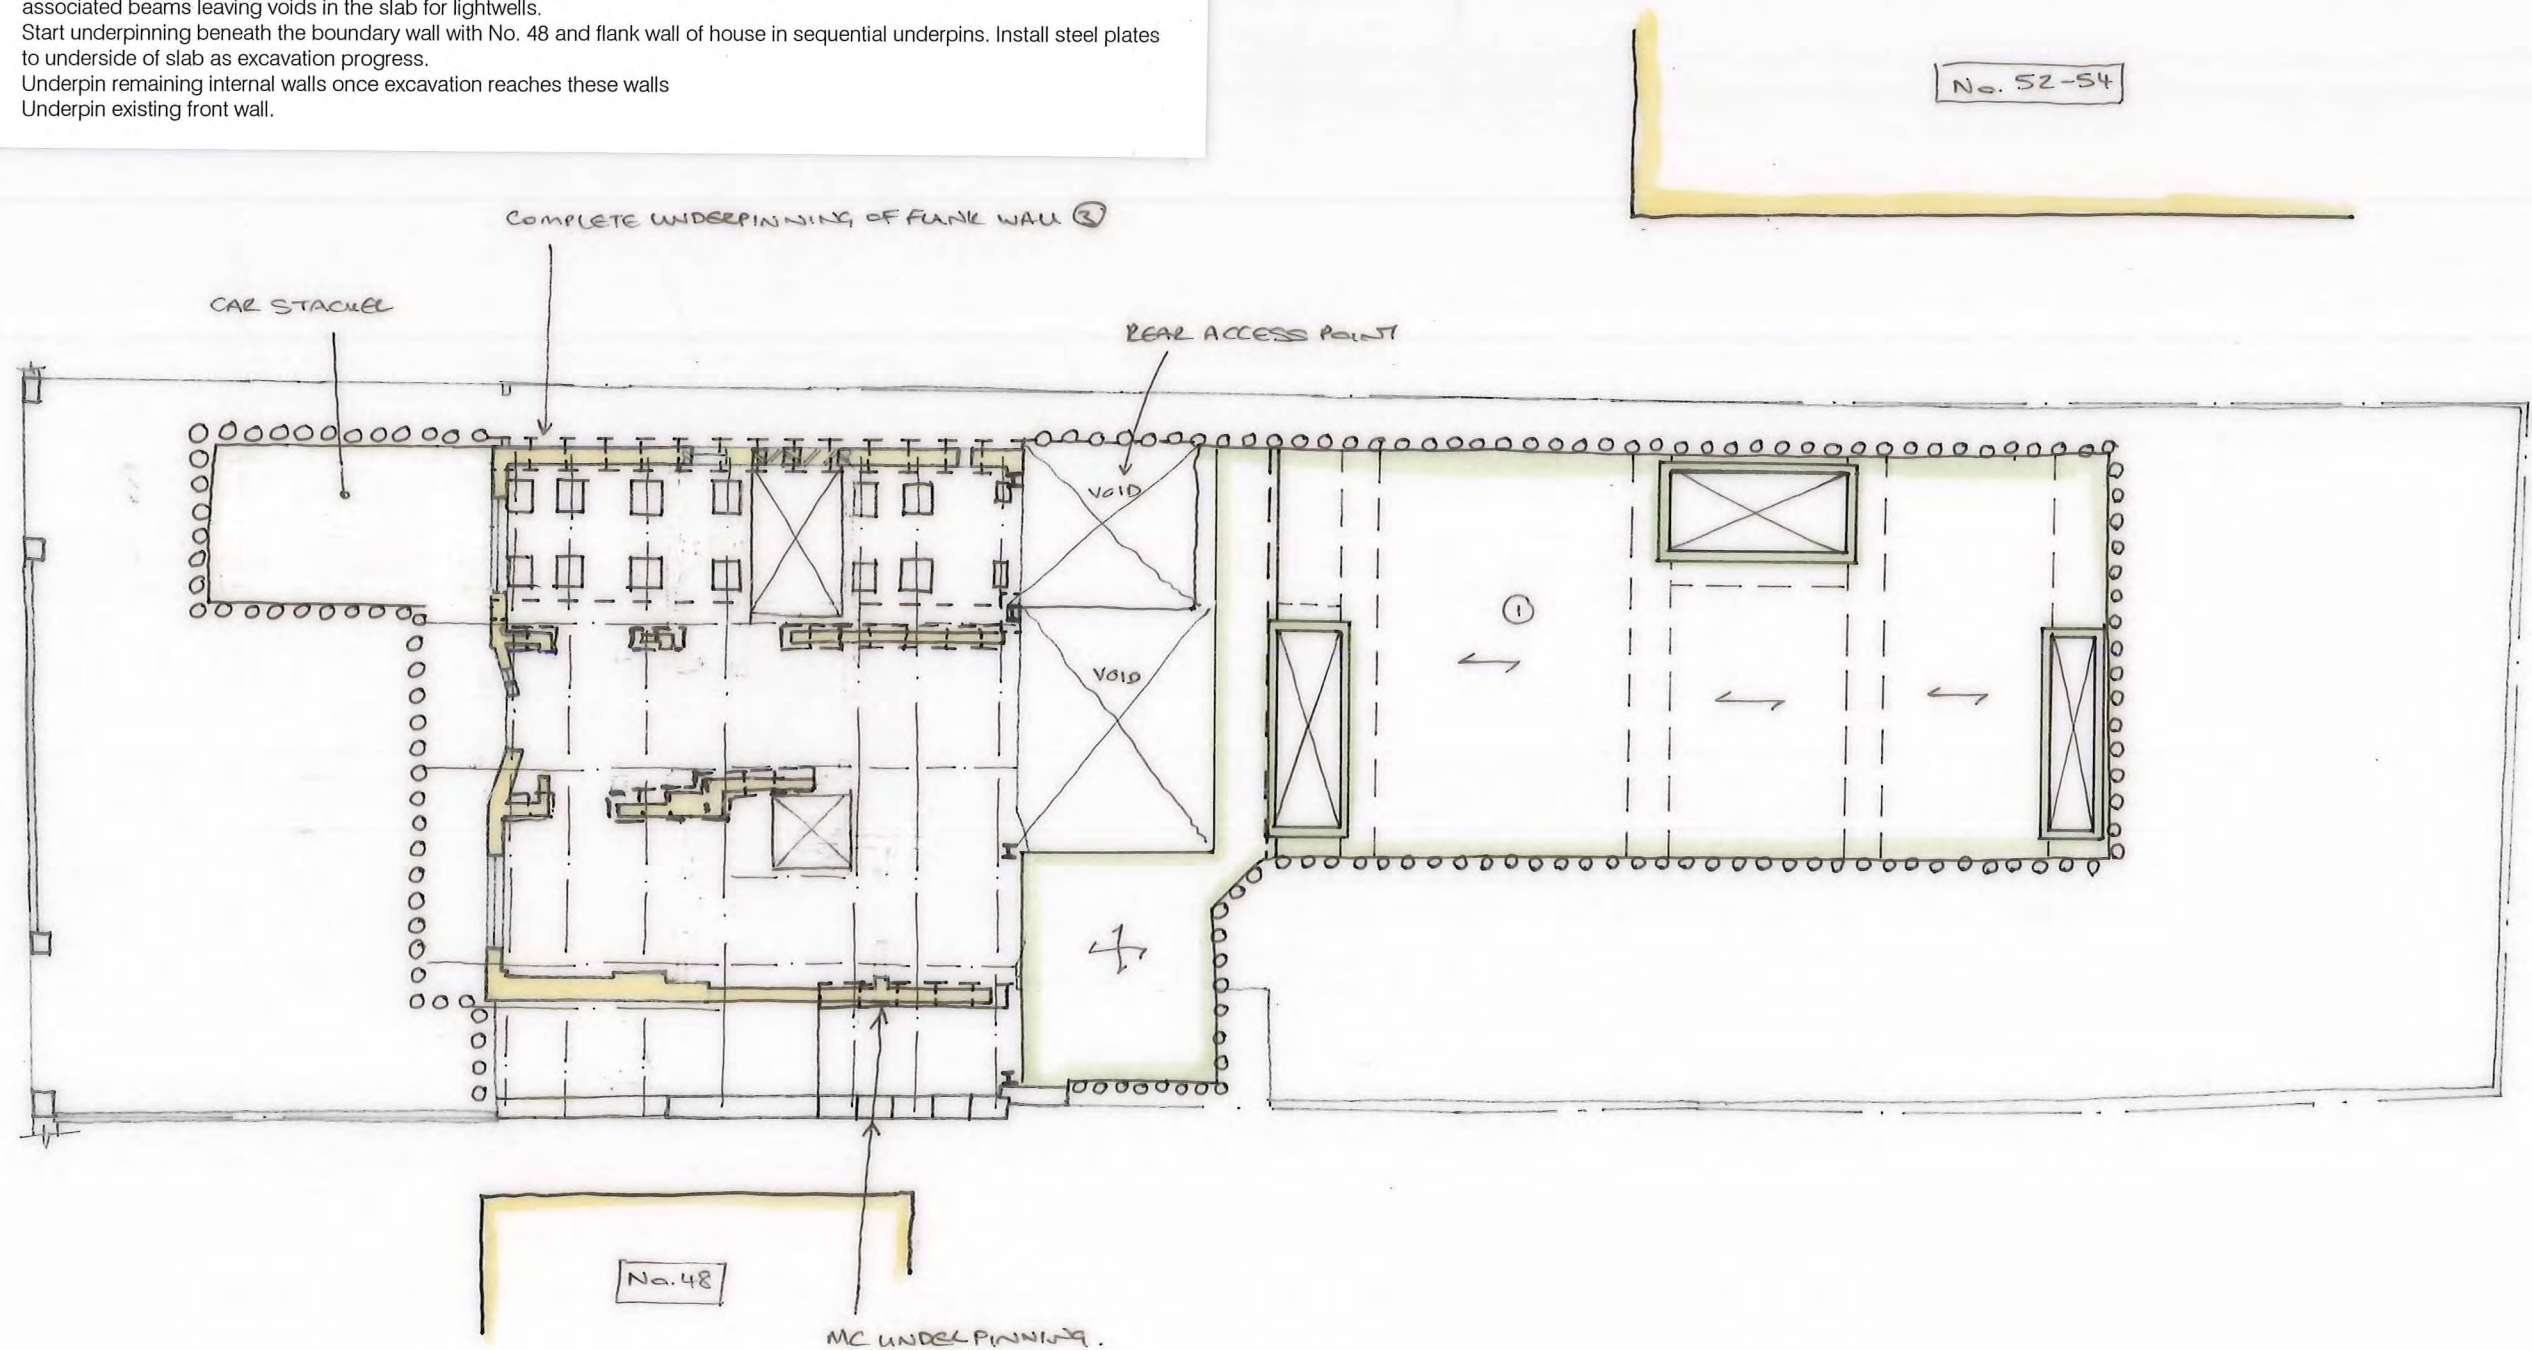 associated beams leaving voids in the slab for lightwells.
Start underpinning beneath the boundary wall with No. 48 and flank wall of house in sequential underpins. Install steel plates
to underside of slab as excavation progress.
Underpin remaining internal walls once excavation reaches these walls
Underpin existing front wall.
No. 52-54
COMPLETE UNDERPINNING OF FLANK WALL ③
CAR STACKER
REAR ACCESS POINT
VOID
①
VOID
No. 48
MC UNDERPINNING.